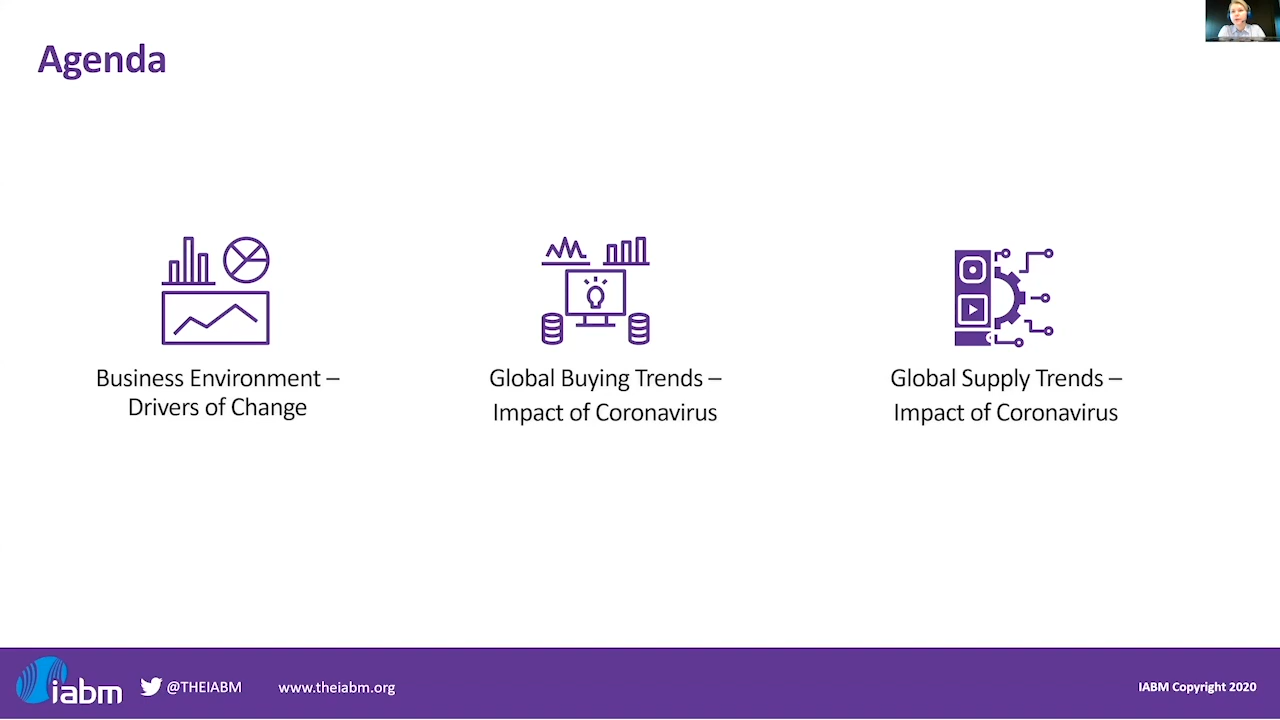 Agenda
Business Environment –
Drivers of Change
Global Buying Trends –
Impact of Coronavirus
Global Supply Trends –
Impact of Coronavirus
iabm
@THEIABM
www.theiabm.org
IABM Copyright 2020